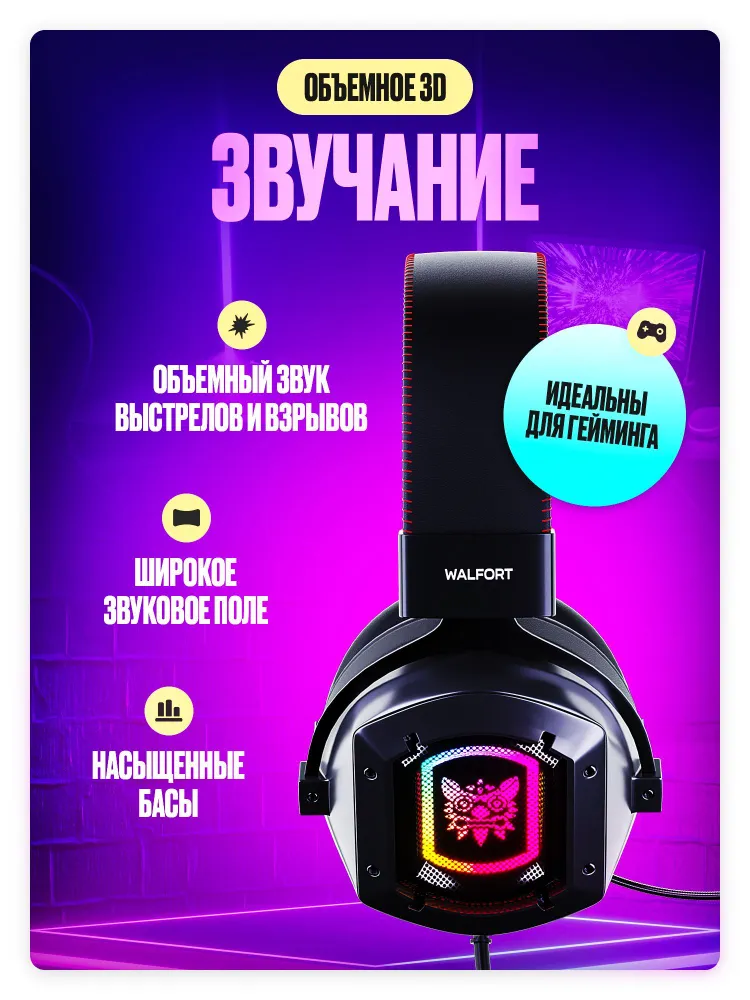 ОБЪЕМНОЕ 3D
ЗВУЧАНИЕ
ОБЪЕМНЫЙ ЗВУК
ВЫСТРЕЛОВ И ВЗРЫВОВ
ИДЕАЛЬНЫ
ДЛЯ ГЕЙМИНГА
ШИРОКОЕ
ЗВУКОВОЕ ПОЛЕ
WALFORT
НАСЫЩЕННЫЕ
БАСЫ